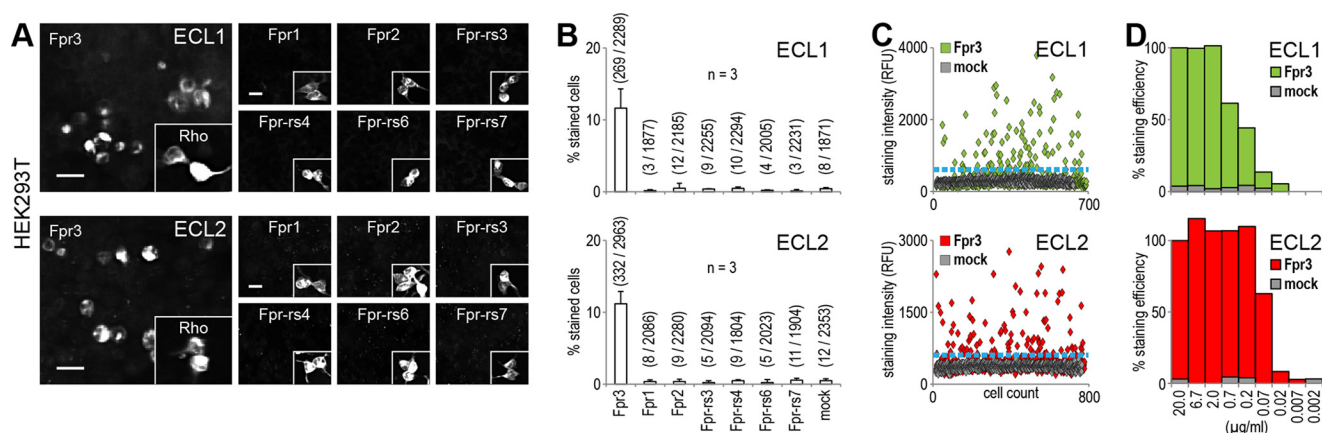 A
HEK293T
Fpr3
ECL1
Rho
Fpr1
Fpr2
Fpr-rs3
Fpr-rs4
Fpr-rs6
Fpr-rs7
Fpr3
ECL2
Rho
Fpr1
Fpr2
Fpr-rs3
Fpr-rs4
Fpr-rs6
Fpr-rs7
B
ECL1
% stained cells
20
10
0
n = 3
(269 / 2289)
(3 / 1877)
(12 / 2185)
(9 / 2255)
(10 / 2294)
(4 / 2005)
(3 / 2231)
(8 / 1871)
ECL2
% stained cells
20
10
0
n = 3
(332 / 2963)
(8 / 2086)
(9 / 2280)
(5 / 2094)
(9 / 1804)
(5 / 2023)
(11 / 1904)
(12 / 2353)
Fpr3
Fpr1
Fpr2
Fpr-rs3
Fpr-rs4
Fpr-rs6
Fpr-rs7
mock
C
ECL1
staining intensity (RFU)
4000
2000
0
Fpr3
mock
0
700
ECL2
staining intensity (RFU)
3000
1500
0
Fpr3
mock
0
cell count
800
D
ECL1
% staining efficiency
100
50
0
Fpr3
mock
ECL2
% staining efficiency
100
50
0
Fpr3
mock
20.0
6.7
2.0
0.7
0.2
0.07
0.02
0.007
0.002
(µg/ml)